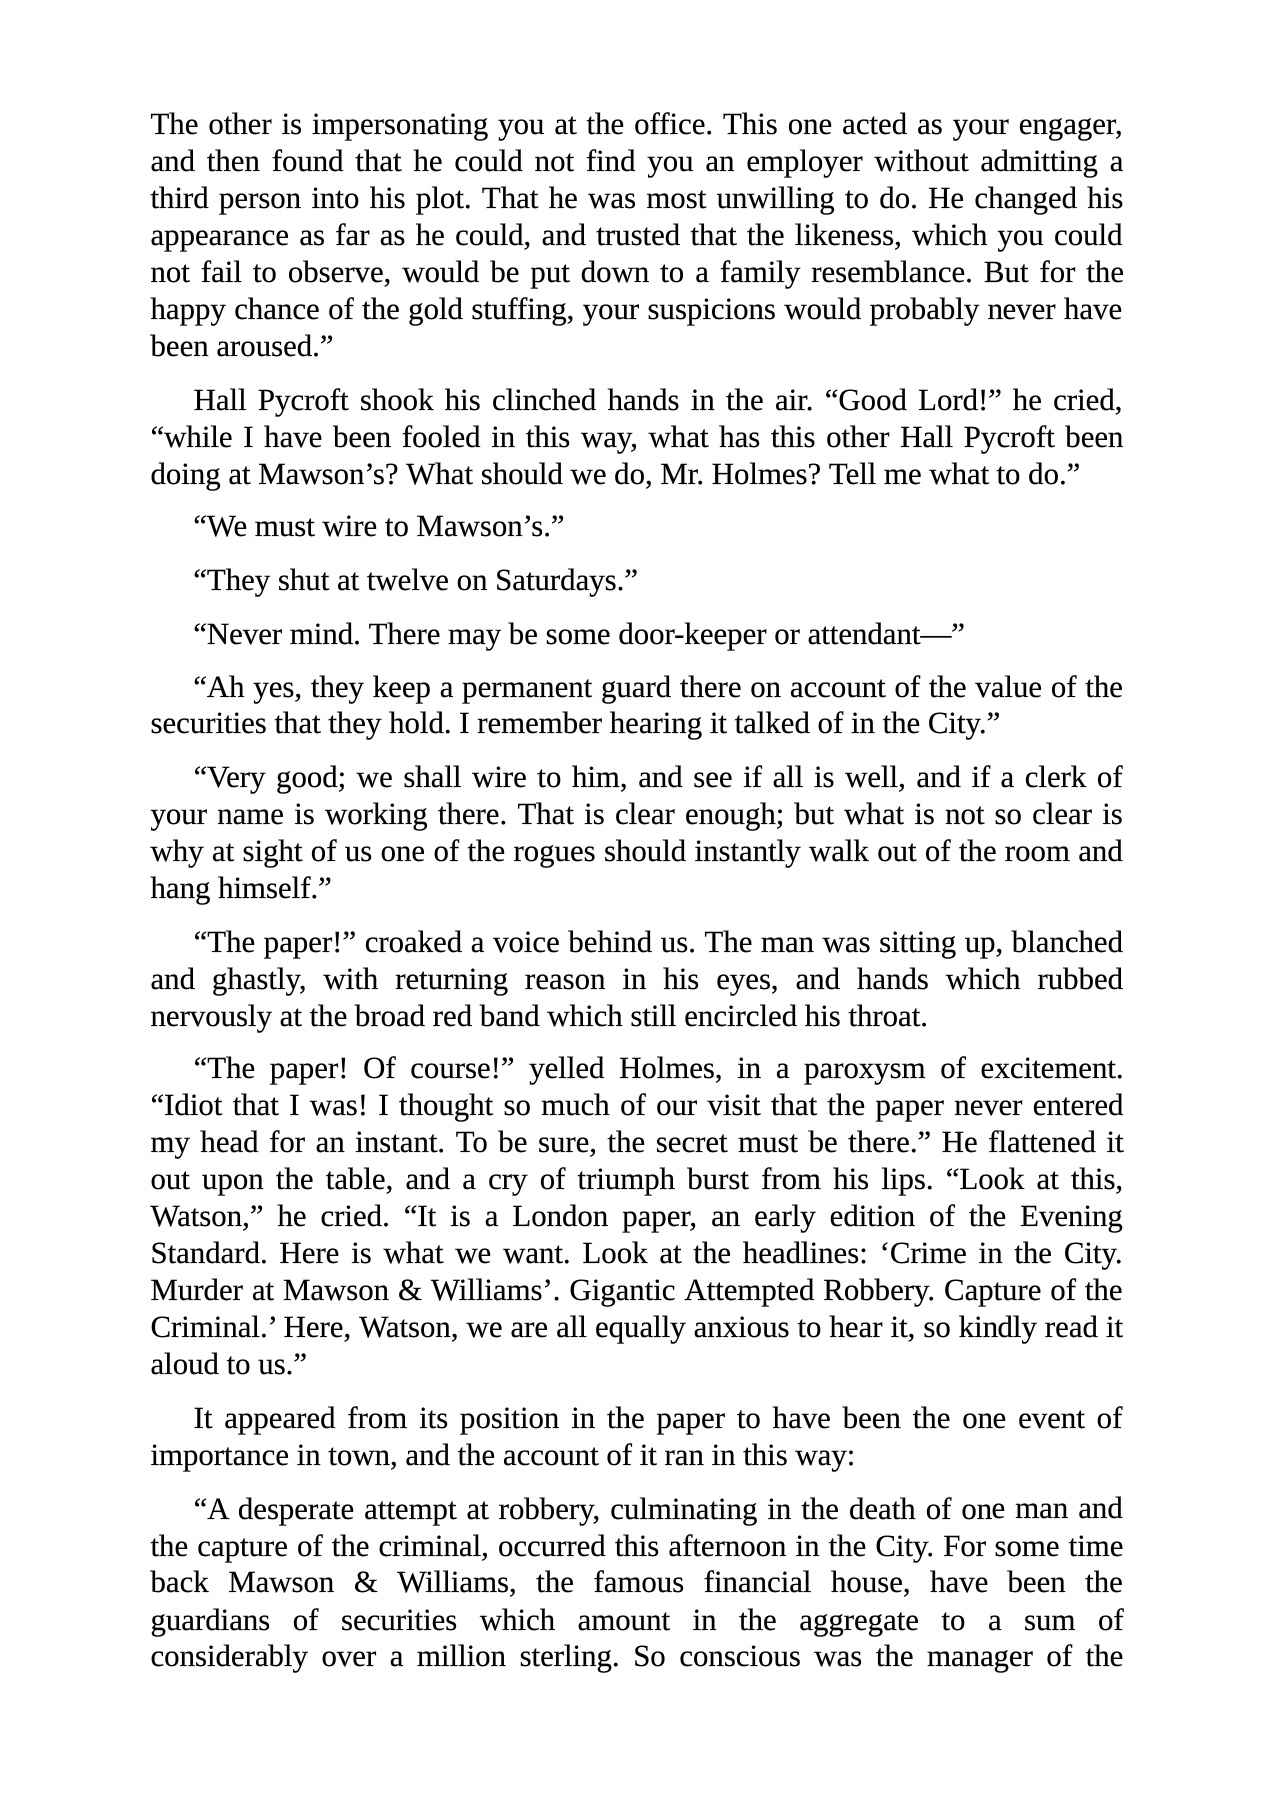 The other is impersonating you at the office. This one acted as your engager,
and then found that he could not find you an employer without admitting a
third person into his plot. That he was most unwilling to do. He changed his
appearance as far as he could, and trusted that the likeness, which you could
not fail to observe, would be put down to a family resemblance. But for the
happy chance of the gold stuffing, your suspicions would probably never have
been aroused.”
Hall Pycroft shook his clinched hands in the air. “Good Lord!” he cried,
“while I have been fooled in this way, what has this other Hall Pycroft been
doing at Mawson’s? What should we do, Mr. Holmes? Tell me what to do.”
“We must wire to Mawson’s.”
“They shut at twelve on Saturdays.”
“Never mind. There may be some door-keeper or attendant—”
“Ah yes, they keep a permanent guard there on account of the value of the
securities that they hold. I remember hearing it talked of in the City.”
“Very good; we shall wire to him, and see if all is well, and if a clerk of
your name is working there. That is clear enough; but what is not so clear is
why at sight of us one of the rogues should instantly walk out of the room and
hang himself.”
“The paper!” croaked a voice behind us. The man was sitting up, blanched
and ghastly, with returning reason in his eyes, and hands which rubbed
nervously at the broad red band which still encircled his throat.
“The paper! Of course!” yelled Holmes, in a paroxysm of excitement.
“Idiot that I was! I thought so much of our visit that the paper never entered
my head for an instant. To be sure, the secret must be there.” He flattened it
out upon the table, and a cry of triumph burst from his lips. “Look at this,
Watson,” he cried. “It is a London paper, an early edition of the Evening
Standard. Here is what we want. Look at the headlines: ‘Crime in the City.
Murder at Mawson & Williams’. Gigantic Attempted Robbery. Capture of the
Criminal.’ Here, Watson, we are all equally anxious to hear it, so kindly read it
aloud to us.”
It appeared from its position in the paper to have been the one event of
importance in town, and the account of it ran in this way:
“A desperate attempt at robbery, culminating in the death of one man and
the capture of the criminal, occurred this afternoon in the City. For some time
back Mawson & Williams, the famous financial house, have been the
guardians of securities which amount in the aggregate to a sum of
considerably over a million sterling. So conscious was the manager of the